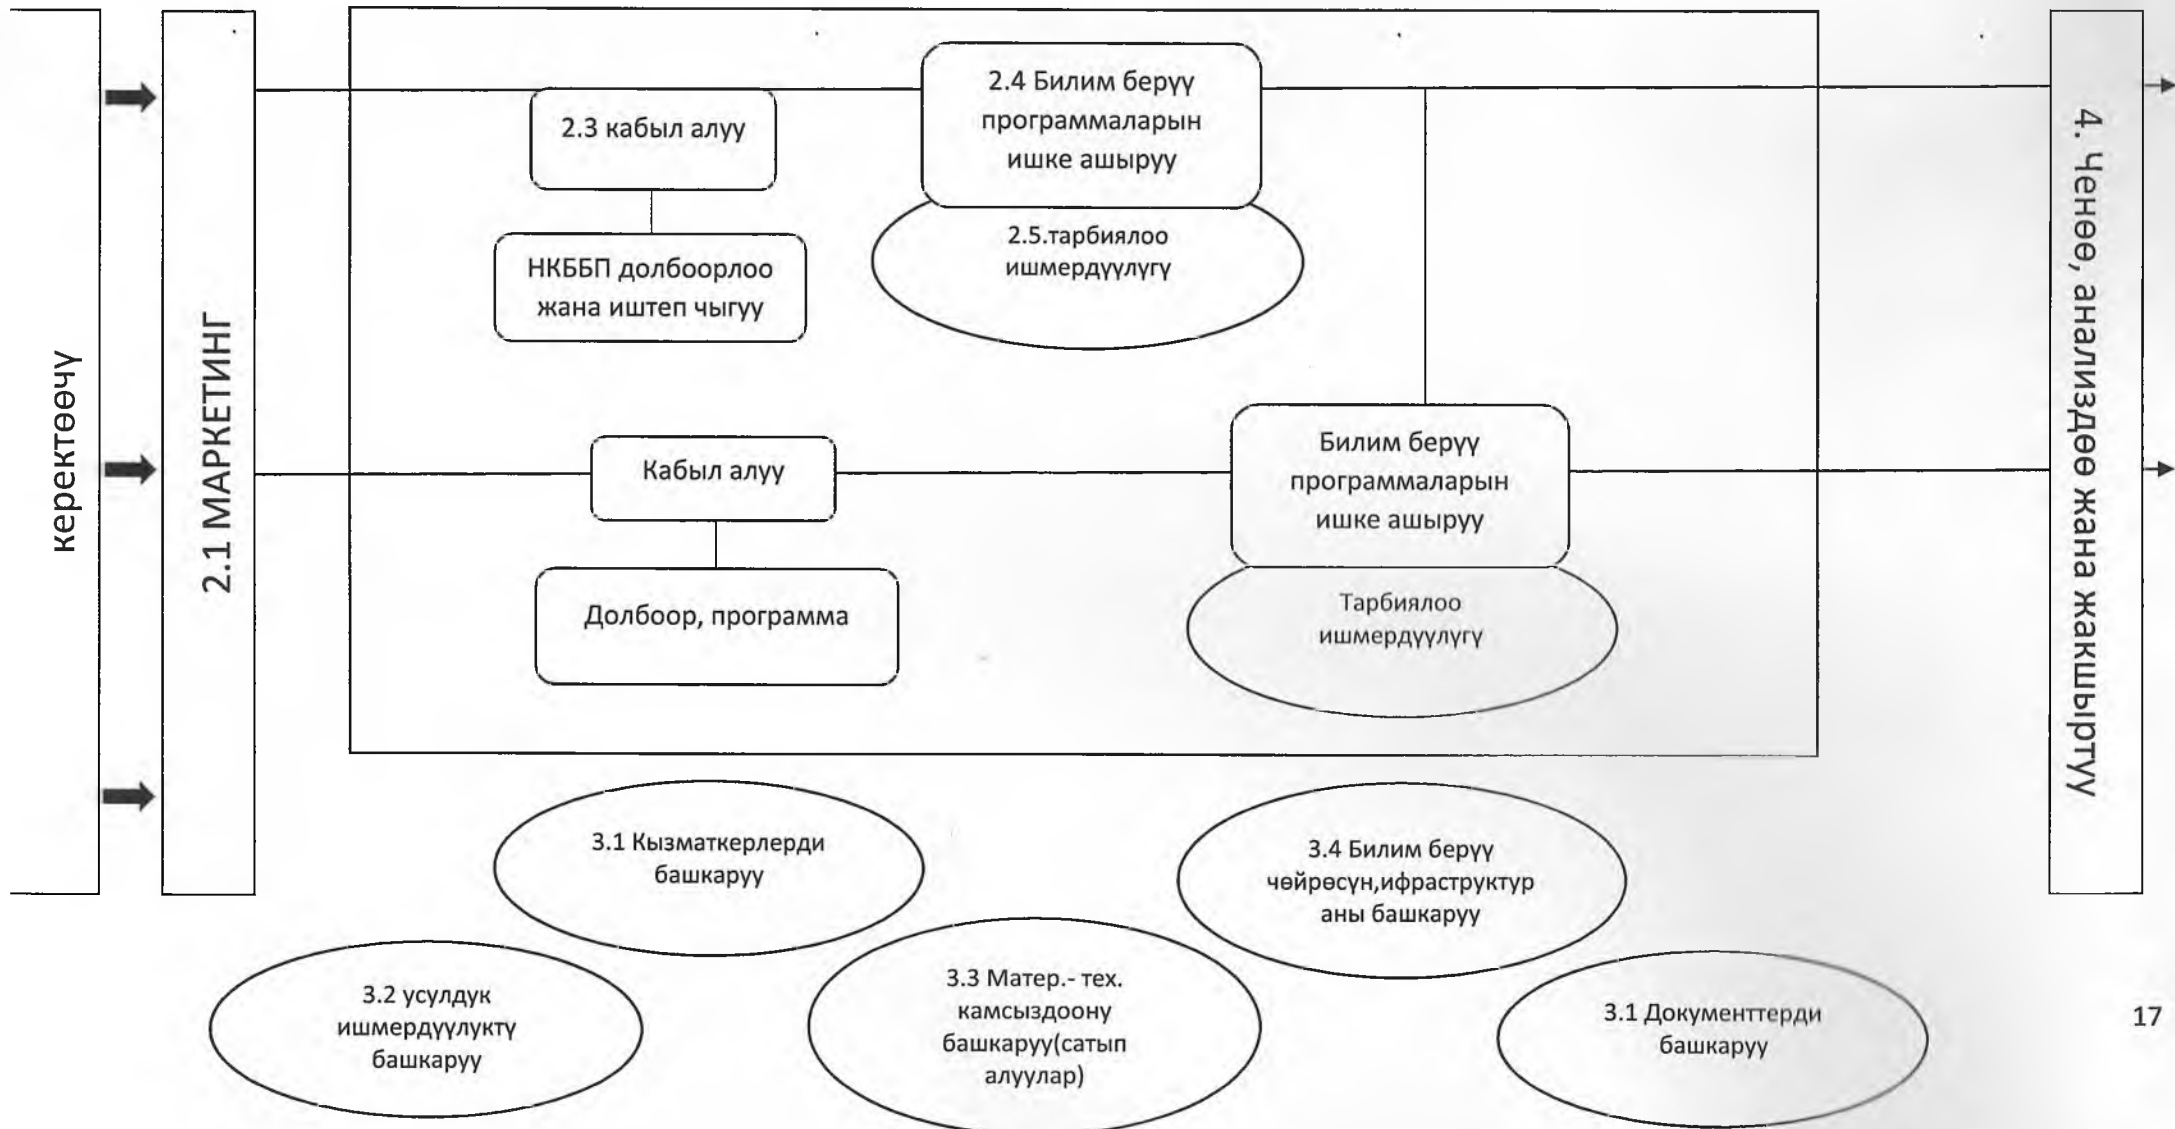 керектөөчү
2.1 МАРКЕТИНГ
2.3 кабыл алуу
НКББП долбоорлоо
жана иштеп чыгуу
2.4 Билим берүү
программаларын
ишке ашыруу
2.5.тарбиялоо
ишмердүүлүгү
Кабыл алуу
Долбоор, программа
Билим берүү
программаларын
ишке ашыруу
Тарбиялоо
ишмердүүлүгү
4. Ченөө, анализдөө жана жакшыртуу
3.1 Кызматкерлерди
башкаруу
3.4 Билим берүү
чөйрөсүн,ифраструктур
аны башкаруу
3.2 усулдук
ишмердүүлуктү
башкаруу
3.3 Матер.- тех.
камсыздоону
башкаруу(сатып
алуулар)
3.1 Документтерди
башкаруу
17